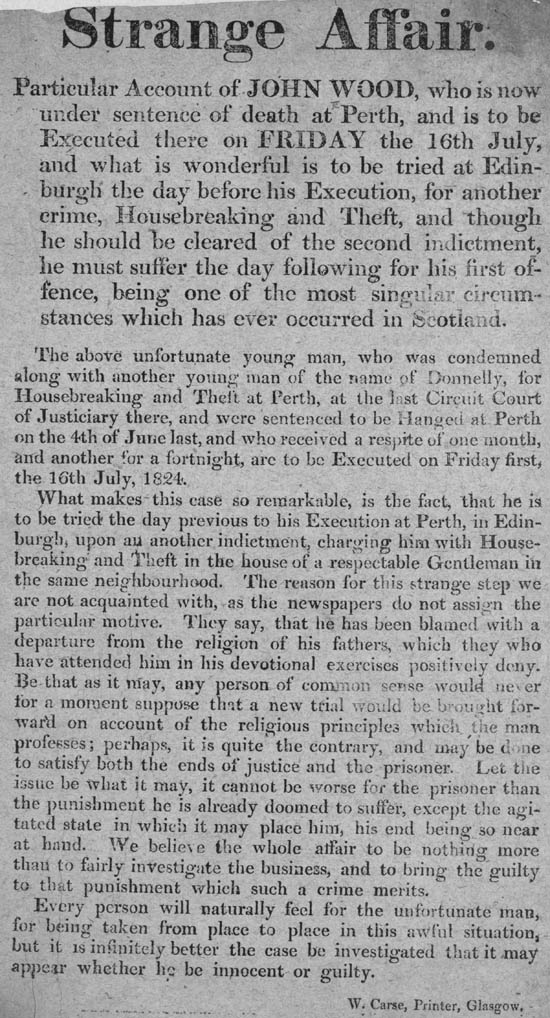 Strange Affair.
Particular Account of JOHN WOOD, who is now
under sentence of death at Perth, and is to be
Executed there on FRIDAY the 16th July,
and what is wonderful is to be tried at Edin-
burgh the day before his Execution, for another
crime, Housebreaking and Theft, and though
he should be cleared of the second indictment,
he must suffer the day following for his first of-
fence, being one of the most singular circum-
stances which has ever occurred in Scotland.
The above unfortunate young man, who was condemned
along with another young man of the name of Donnelly, for
Housebreaking and Theft at Perth, at the last Circuit Court
of Justiciary there, and were sentenced to be Hanged at Perth
on the 4th of June last, and who received a respite of one month,
and another for a fortnight, are to be Executed on Friday first,
the 16th July, 1824.
What makes this case so remarkable, is the fact, that he is
to be tried the day previous to his Execution at Perth, in Edin-
burgh, upon an another indictment, charging him with House-
breaking and Theft in the house of a respectable Gentleman in
the same neighbourhood. The reason for this strange step we
are not acquainted with, as the newspapers do not assign the
particular motive. They say, that he has been blamed with a
departure from the religion of his fathers, which they who
have attended him in his devotional exercises positively deny.
Be that as it may, any person of common sense would never
for a moment suppose that a new trial would be brought for-
ward on account of the religious principles which the man
professes; perhaps, it is quite the contrary, and may be done
to satisfy both the ends of justice and the prisoner. Let the
issue be what it may, it cannot be worse for the prisoner than
the punishment he is already doomed to suffer, except the agi-
tated state in which it may place him, his end being so near
at hand. We believe the whole affair to be nothing more
than to fairly investigate the business, and to bring the guilty
to that punishment which such a crime merits.
Every person will naturally feel for the unfortunate man,
for being taken from place to place in this awful situation,
but it is infinitely better the case be investigated that it may
appear whether he be innocent or guilty.
W. Carse, Printer, Glasgow.